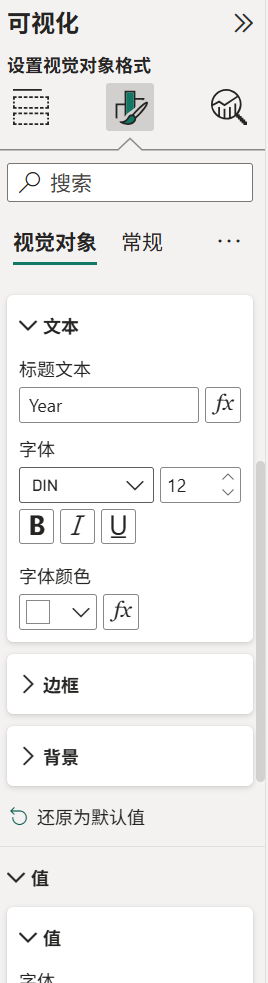 可视化
设置视觉对象格式
搜索
视觉对象 常规 ···
文本
标题文本
Year fx
字体
DIN 12
B I U
字体颜色
fx
边框
背景
还原为默认值
值
值
字体